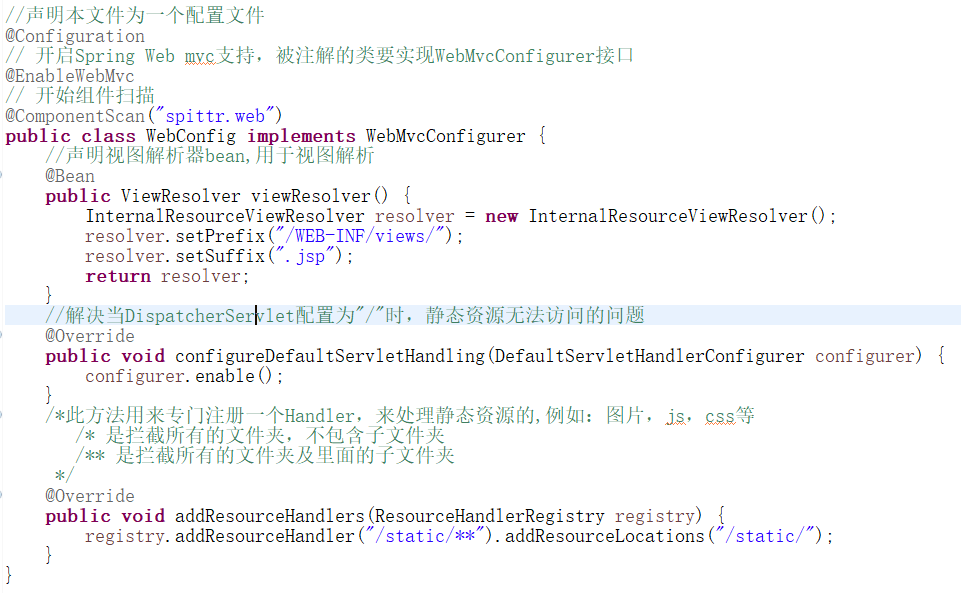 //声明本文件为一个配置文件
@Configuration
// 开启Spring Web mvc支持，被注解的类要实现WebMvcConfigurer接口
@EnableWebMvc
// 开始组件扫描
@ComponentScan("spittr.web")
public class WebConfig implements WebMvcConfigurer {
    //声明视图解析器bean,用于视图解析
    @Bean
    public ViewResolver viewResolver() {
        InternalResourceViewResolver resolver = new InternalResourceViewResolver();
        resolver.setPrefix("/WEB-INF/views/");
        resolver.setSuffix(".jsp");
        return resolver;
    }
    //解决当DispatcherServlet配置为"/"时，静态资源无法访问的问题
    @Override
    public void configureDefaultServletHandling(DefaultServletHandlerConfigurer configurer) {
        configurer.enable();
    }
    /*此方法用来专门注册一个Handler，来处理静态资源的,例如：图片，js，css等
       /* 是拦截所有的文件夹，不包含子文件夹
       /** 是拦截所有的文件夹及里面的子文件夹
     */
    @Override
    public void addResourceHandlers(ResourceHandlerRegistry registry) {
        registry.addResourceHandler("/static/**").addResourceLocations("/static/");
    }
}